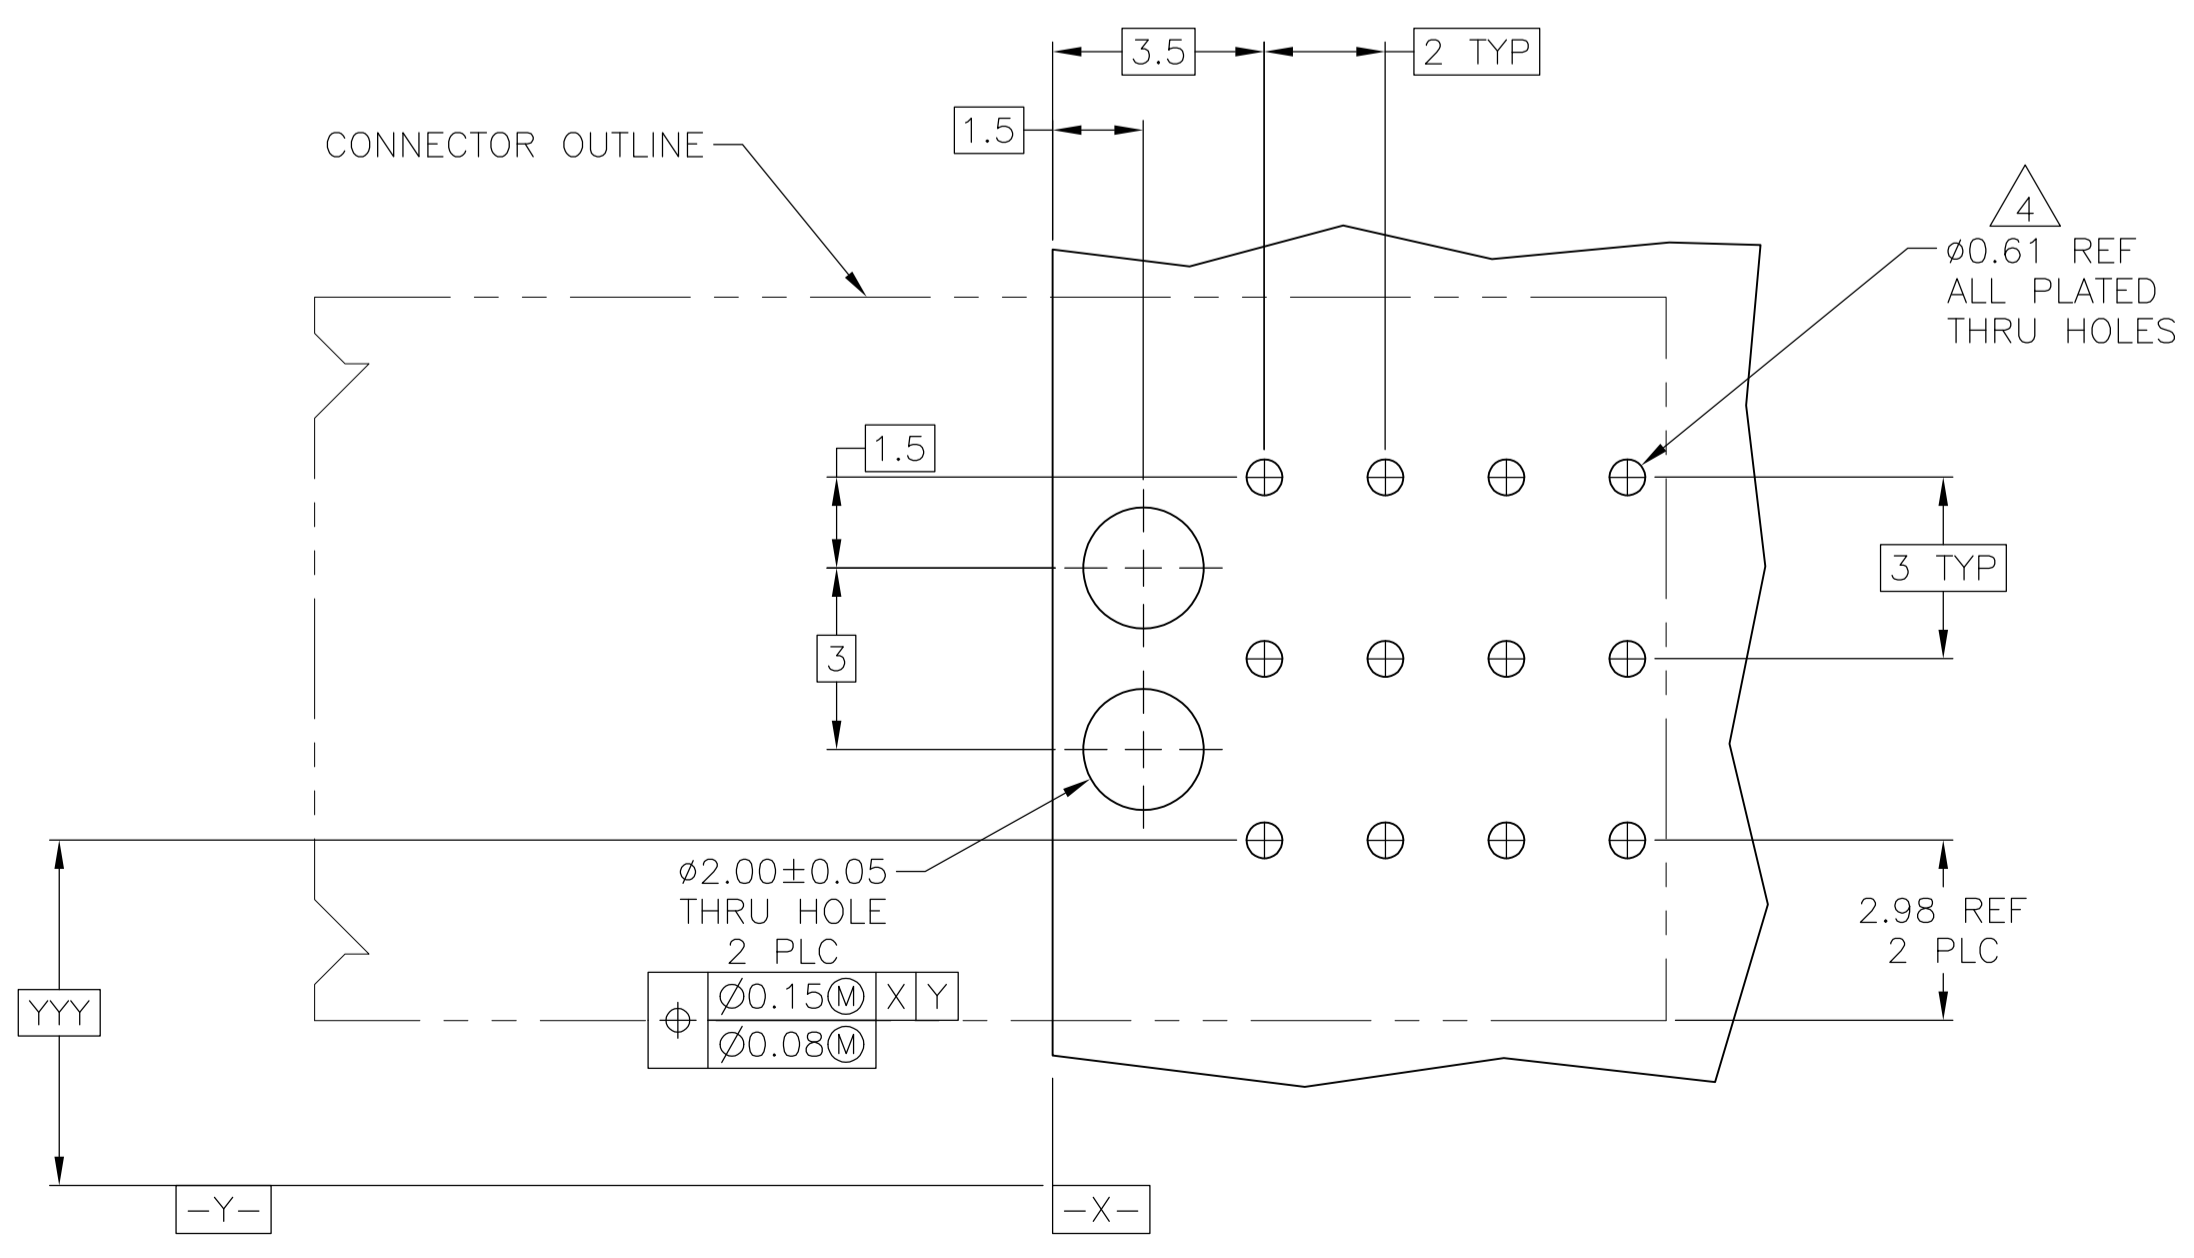 3.5
2 TYP
1.5
CONNECTOR OUTLINE
4
ø0.61 REF
ALL PLATED
THRU HOLES
1.5
3 TYP
3
ø2.00±0.05
THRU HOLE
2 PLC
2.98 REF
2 PLC
⌖ Ø0.15Ⓜ X Y
Ø0.08Ⓜ
YYY
-Y-
-X-